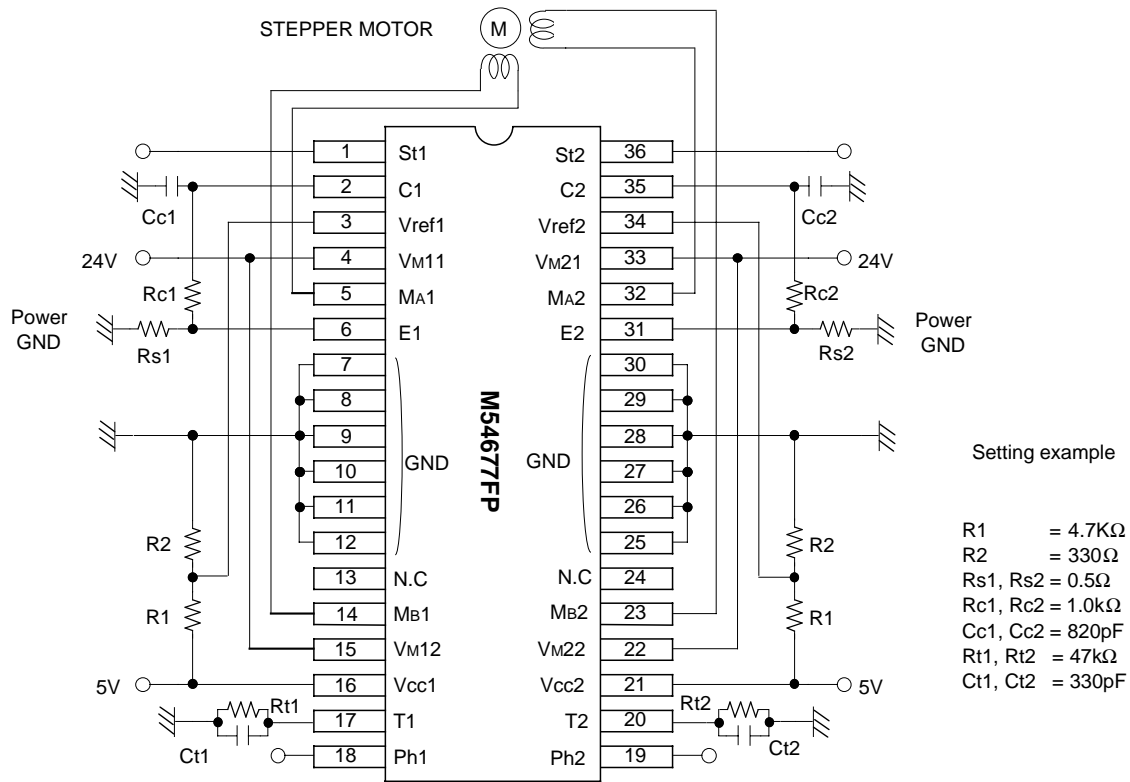 STEPPER MOTOR
M
1 St1 St2 36
2 C1 C2 35
Cc1 Cc2
3 Vref1 Vref2 34
24V 4 VM11 VM21 33 24V
Rc1 5 MA1 MA2 32 Rc2
Power GND
Rs1 6 E1 E2 31 Rs2
Power GND
7 30
8 29
9 28
10 GND GND 27
11 26
12 25
M54677FP
R2 R2
13 N.C N.C 24
R1 14 MB1 MB2 23 R1
15 VM12 VM22 22
5V 16 Vcc1 Vcc2 21 5V
Rt1 Rt2
17 T1 T2 20
Ct1 Ct2
18 Ph1 Ph2 19
Setting example
R1 = 4.7KΩ
R2 = 330Ω
Rs1, Rs2 = 0.5Ω
Rc1, Rc2 = 1.0kΩ
Cc1, Cc2 = 820pF
Rt1, Rt2 = 47kΩ
Ct1, Ct2 = 330pF